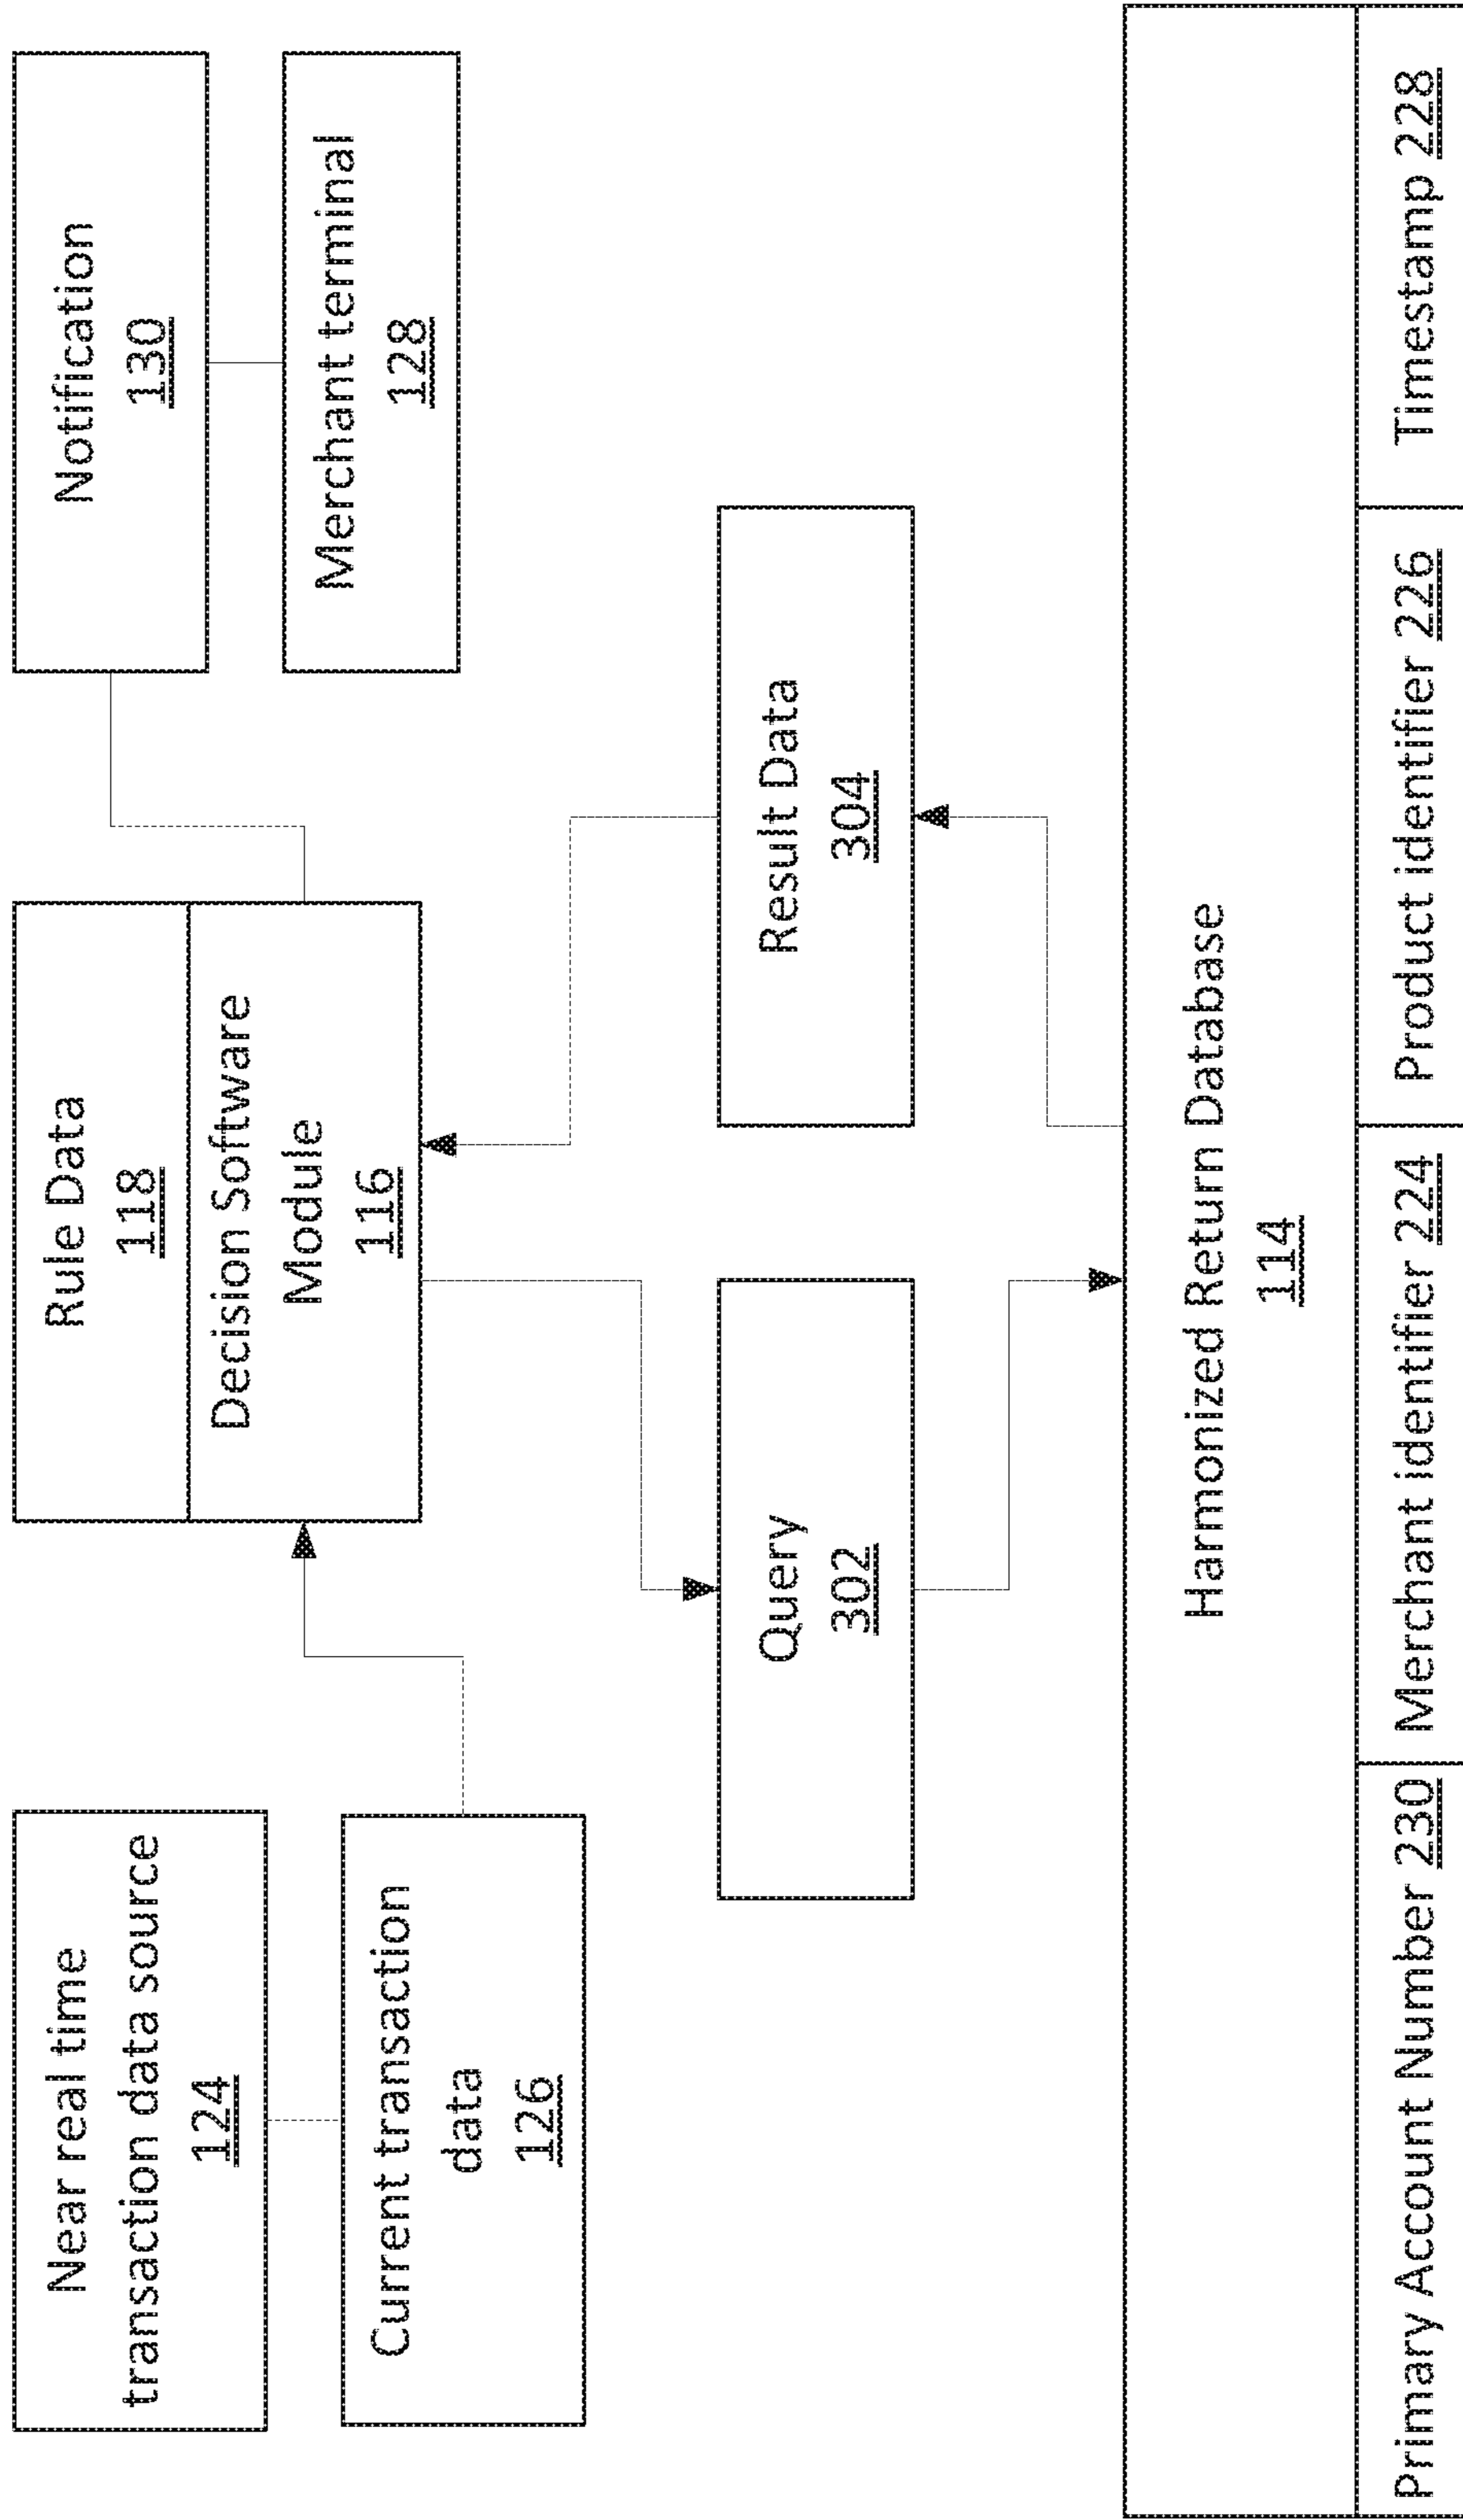 Near real time
transaction data source
124
Current transaction
data
126
Rule Data
118
Decision Software
Module
116
Notification
130
Merchant terminal
128
Query
302
Result Data
304
Harmonized Return Database
114
Primary Account Number 230
Merchant identifier 224
Product identifier 226
Timestamp 228